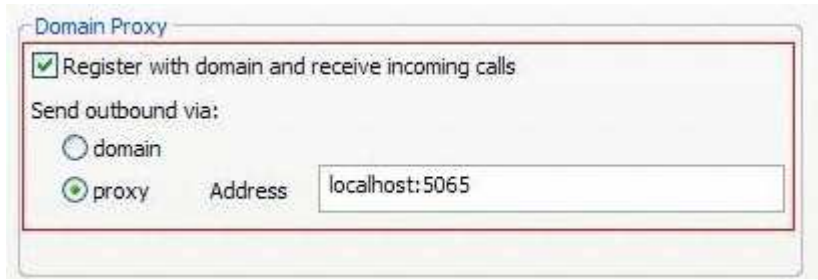 Domain Proxy
Register with domain and receive incoming calls
Send outbound via:
domain
proxy Address localhost:5065